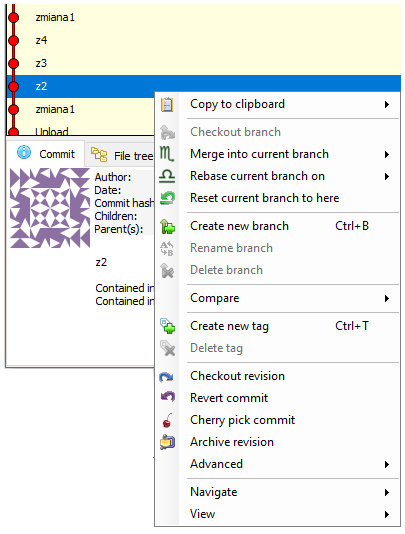 zmiana1
z4
z3
z2
zmiana1
Upload
Commit
File tree
Author:
Date:
Commit hash
Children:
Parent(s):
z2
Contained in
Contained in
Copy to clipboard
Checkout branch
Merge into current branch
Rebase current branch on
Reset current branch to here
Create new branch Ctrl+B
Rename branch
Delete branch
Compare
Create new tag Ctrl+T
Delete tag
Checkout revision
Revert commit
Cherry pick commit
Archive revision
Advanced
Navigate
View